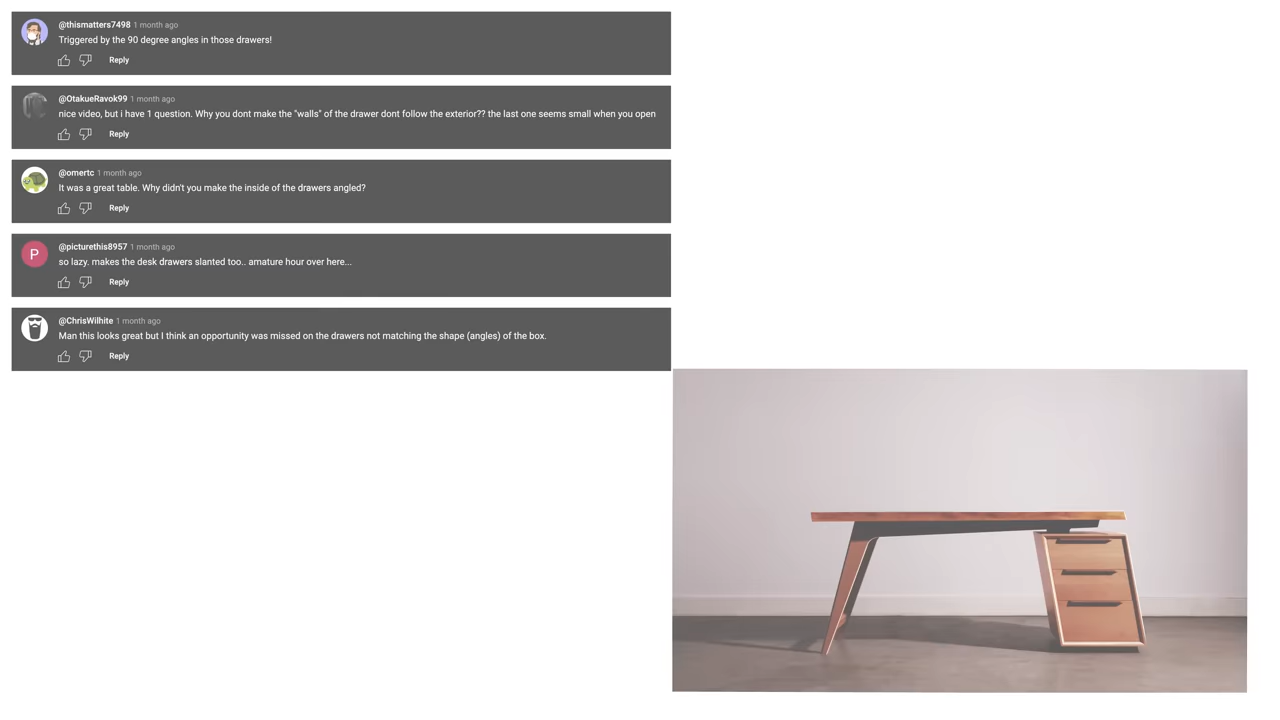 @thismatters7498 1 month ago
Triggered by the 90 degree angles in those drawers!
Reply
@OtakueRavok99 1 month ago
nice video, but i have 1 question. Why you dont make the "walls" of the drawer dont follow the exterior?? the last one seems small when you open
Reply
@omertc 1 month ago
It was a great table. Why didn't you make the inside of the drawers angled?
Reply
P
@picturethis8957 1 month ago
so lazy. makes the desk drawers slanted too.. amature hour over here...
Reply
@ChrisWilhite 1 month ago
Man this looks great but I think an opportunity was missed on the drawers not matching the shape (angles) of the box.
Reply